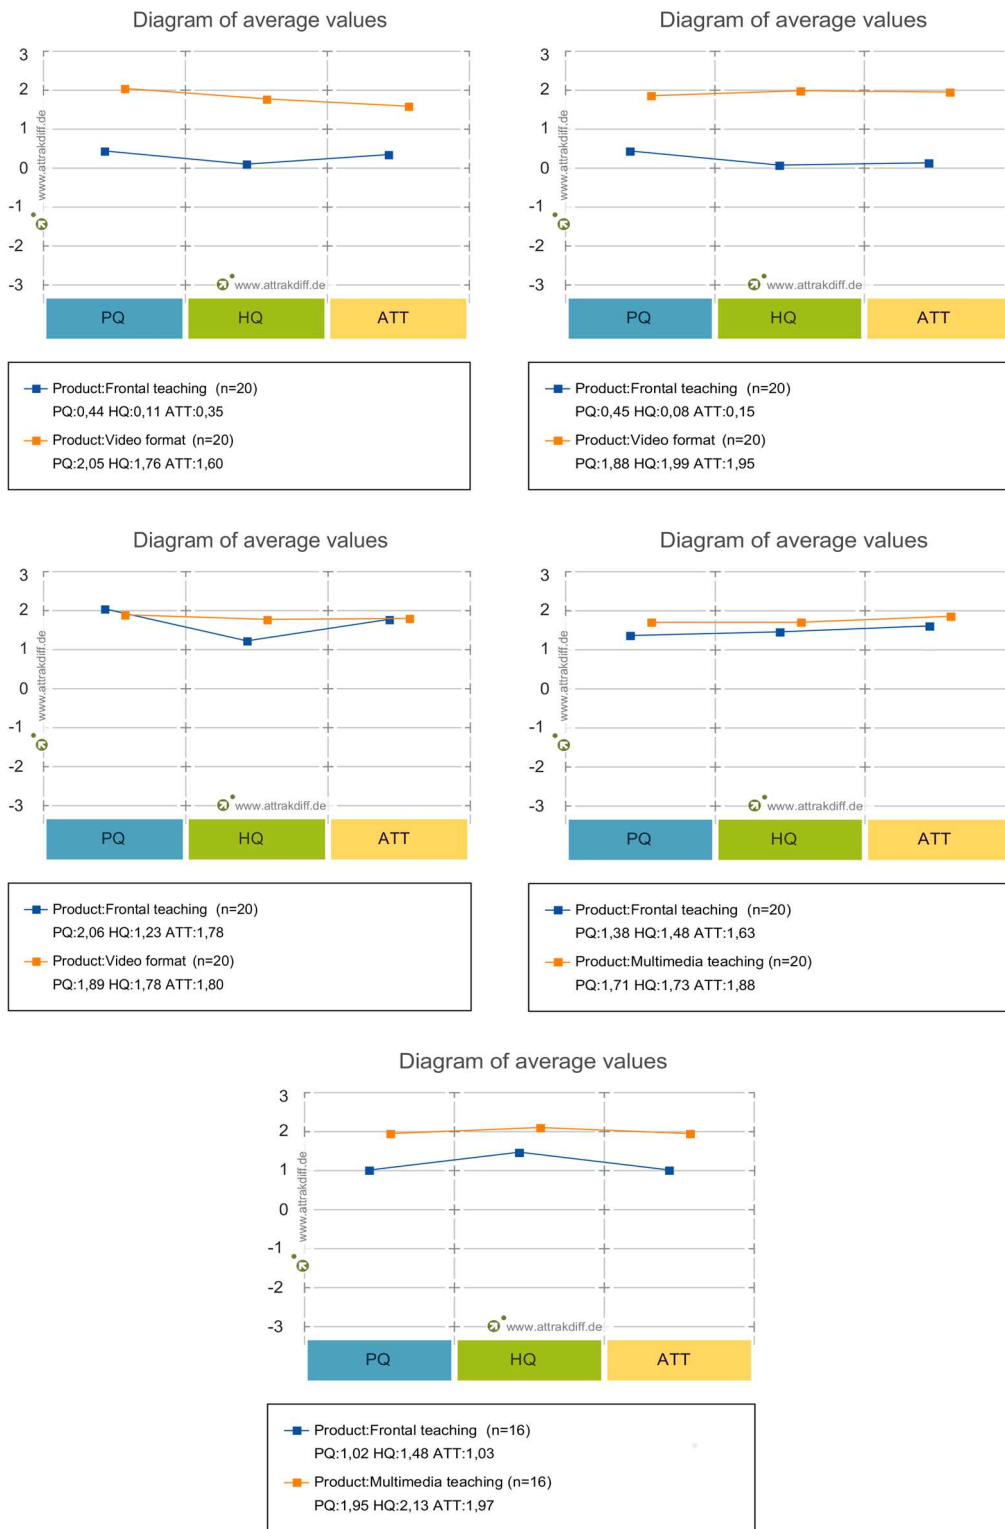 Diagram of average values
3
2
1
0
-1
-2
-3
www.attrakdiff.de
www.attrakdiff.de
PQ HQ ATT
Product:Frontal teaching (n=20)
PQ:0,44 HQ:0,11 ATT:0,35
Product:Video format (n=20)
PQ:2,05 HQ:1,76 ATT:1,60
Diagram of average values
3
2
1
0
-1
-2
-3
www.attrakdiff.de
www.attrakdiff.de
PQ HQ ATT
Product:Frontal teaching (n=20)
PQ:0,45 HQ:0,08 ATT:0,15
Product:Video format (n=20)
PQ:1,88 HQ:1,99 ATT:1,95
Diagram of average values
3
2
1
0
-1
-2
-3
www.attrakdiff.de
www.attrakdiff.de
PQ HQ ATT
Product:Frontal teaching (n=20)
PQ:2,06 HQ:1,23 ATT:1,78
Product:Video format (n=20)
PQ:1,89 HQ:1,78 ATT:1,80
Diagram of average values
3
2
1
0
-1
-2
-3
www.attrakdiff.de
www.attrakdiff.de
PQ HQ ATT
Product:Frontal teaching (n=20)
PQ:1,38 HQ:1,48 ATT:1,63
Product:Multimedia teaching (n=20)
PQ:1,71 HQ:1,73 ATT:1,88
Diagram of average values
3
2
1
0
-1
-2
-3
www.attrakdiff.de
www.attrakdiff.de
PQ HQ ATT
Product:Frontal teaching (n=16)
PQ:1,02 HQ:1,48 ATT:1,03
Product:Multimedia teaching (n=16)
PQ:1,95 HQ:2,13 ATT:1,97